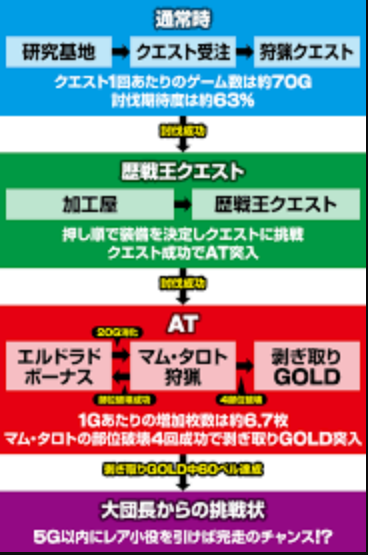 通常時
研究基地
クエスト受注
狩猟クエスト
クエスト1回あたりのゲーム数は約70G
討伐期待度は約63%
討伐成功
歴戦王クエスト
加工屋
歴戦王クエスト
押し順で装備を決定しクエストに挑戦
クエスト成功でAT突入
討伐成功
AT
20G消化
エルドラド
ボーナス
マム・タロト
狩猟
剥ぎ取り
GOLD
部位破壊成功
4部位破壊
1Gあたりの増加枚数は約6.7枚
マム・タロトの部位破壊4回成功で剥ぎ取りGOLD突入
剥ぎ取りGOLD中60ベル達成
大団長からの挑戦状
5G以内にレア小役を引けば完走のチャンス!?